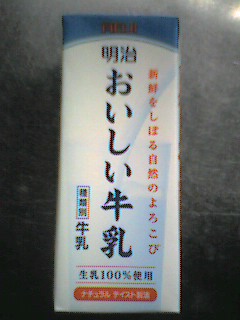 明治
おいしい牛乳
新鮮をしぼる自然のよろこび
種類別
牛乳
生乳100%使用
ナチュラル テイスト製法